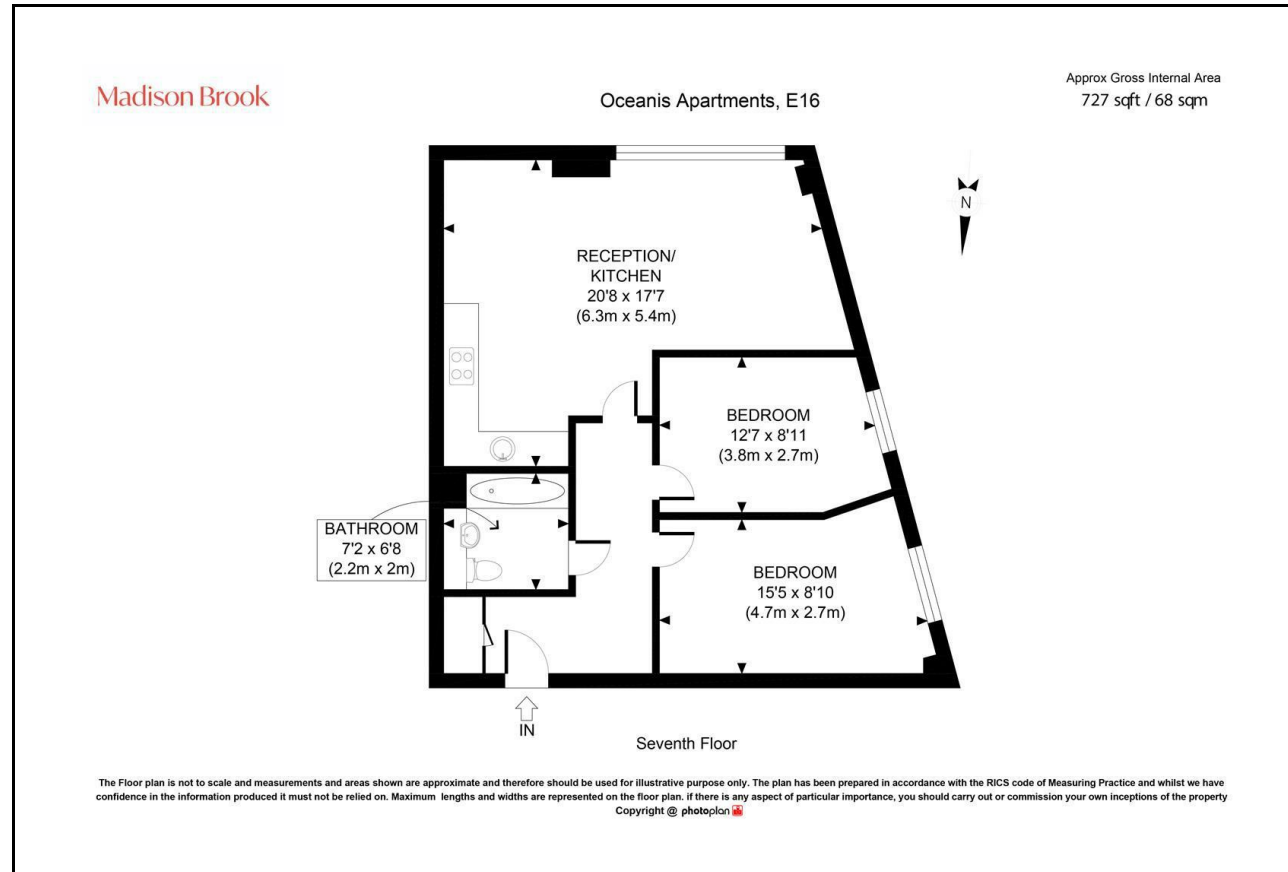 Madison Brook
Oceanis Apartments, E16
Approx Gross Internal Area
727 sqft / 68 sqm
N
RECEPTION/
KITCHEN
20'8 x 17'7
(6.3m x 5.4m)
BEDROOM
12'7 x 8'11
(3.8m x 2.7m)
BATHROOM
7'2 x 6'8
(2.2m x 2m)
BEDROOM
15'5 x 8'10
(4.7m x 2.7m)
IN
Seventh Floor
The Floor plan is not to scale and measurements and areas shown are approximate and therefore should be used for illustrative purpose only. The plan has been prepared in accordance with the RICS code of Measuring Practice and whilst we have
confidence in the information produced it must not be relied on. Maximum lengths and widths are represented on the floor plan. if there is any aspect of particular importance, you should carry out or commission your own inceptions of the property
Copyright @ photoplan